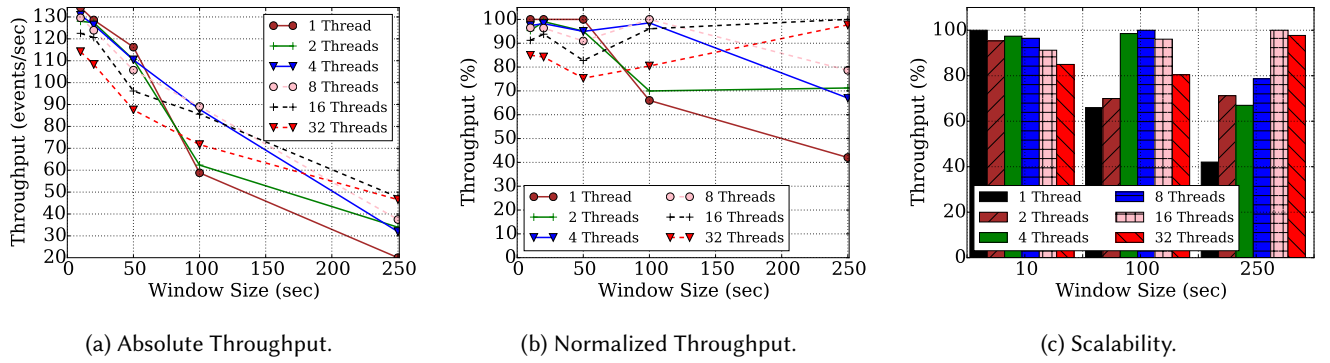 Throughput (events/sec)
130
120
110
100
90
80
70
60
50
40
30
20
0 50 100 150 200 250
Window Size (sec)
1 Thread
2 Threads
4 Threads
8 Threads
16 Threads
32 Threads
(a) Absolute Throughput.
Throughput (%)
100
90
80
70
60
50
40
30
20
10
0
0 50 100 150 200 250
Window Size (sec)
1 Thread 8 Threads
2 Threads 16 Threads
4 Threads 32 Threads
(b) Normalized Throughput.
Throughput (%)
100
80
60
40
20
0
10 100 250
Window Size (sec)
1 Thread 8 Threads
2 Threads 16 Threads
4 Threads 32 Threads
(c) Scalability.